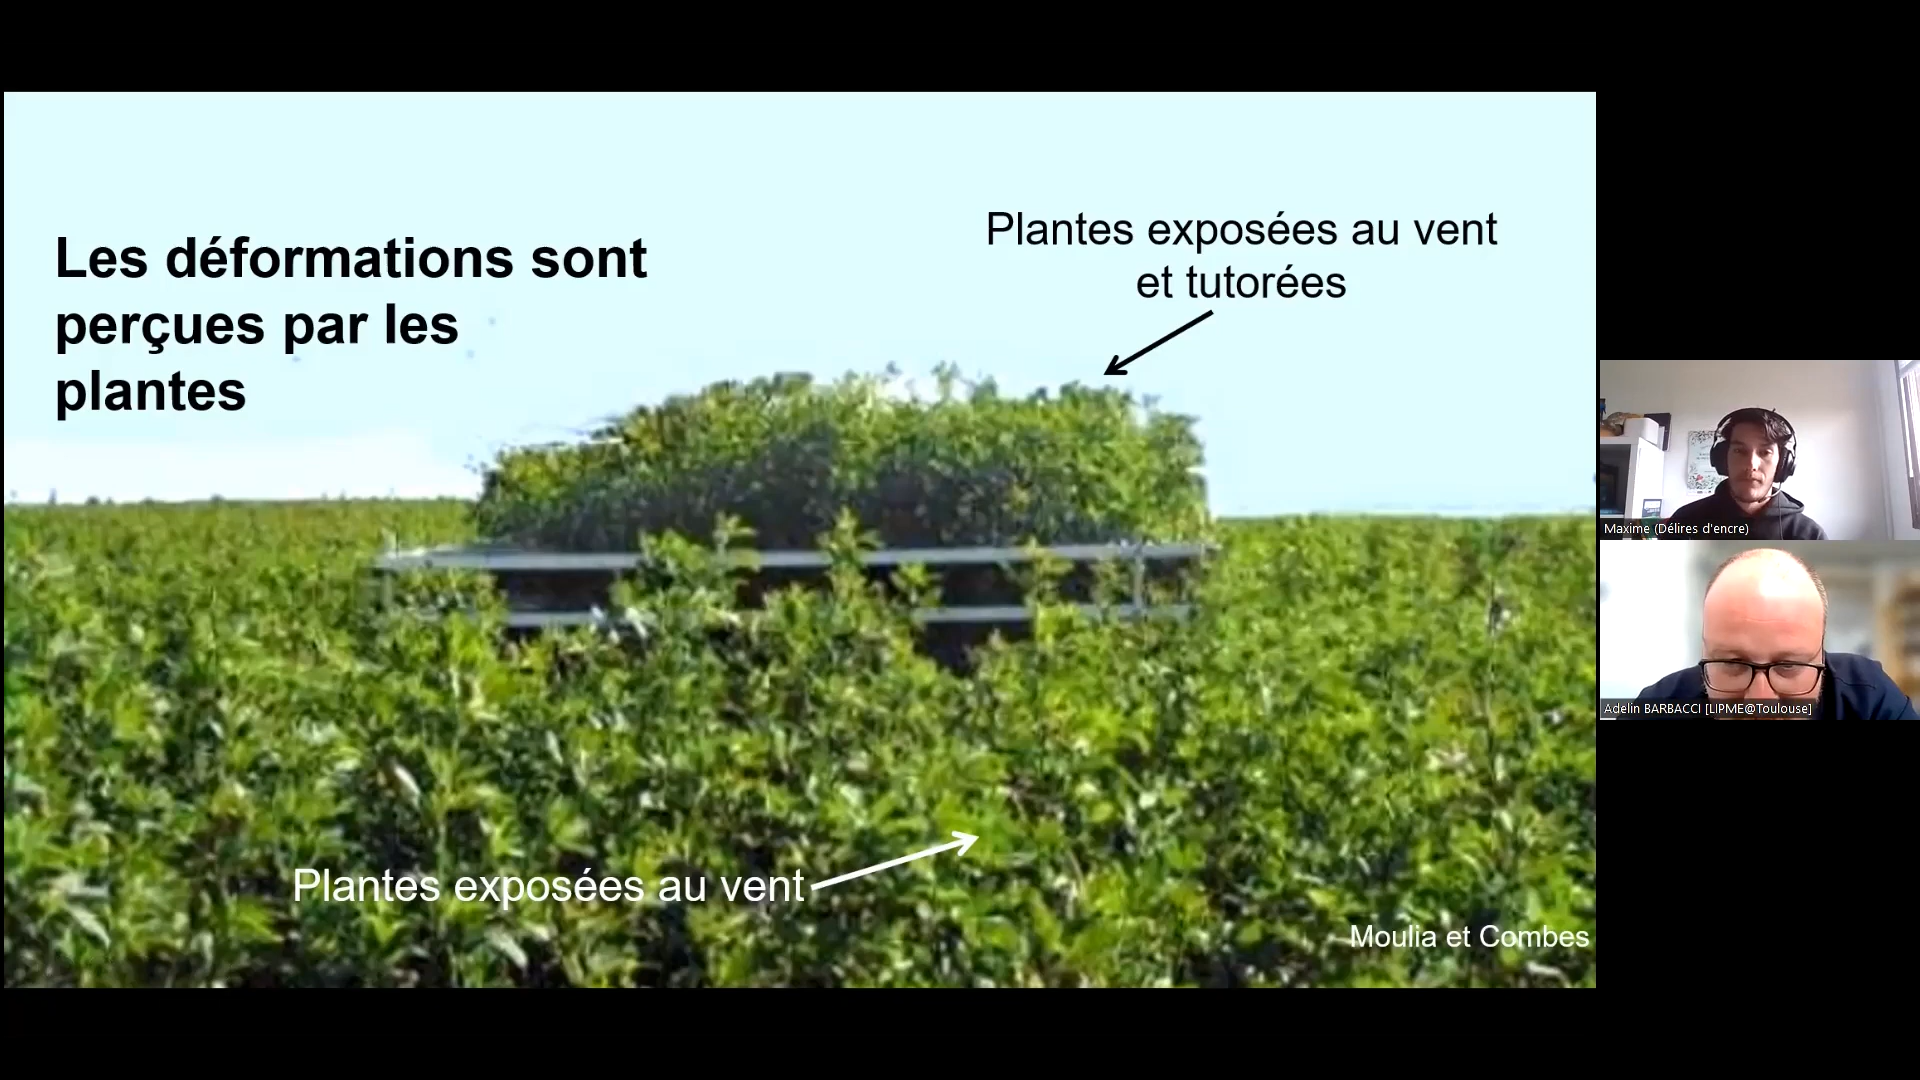 Les déformations sont
perçues par les
plantes
Plantes exposées au vent
et tutorées
Plantes exposées au vent
Moulia et Combes
Maxime (Délires d'encre)
Adelin BARBACCI [LIPME@Toulouse]